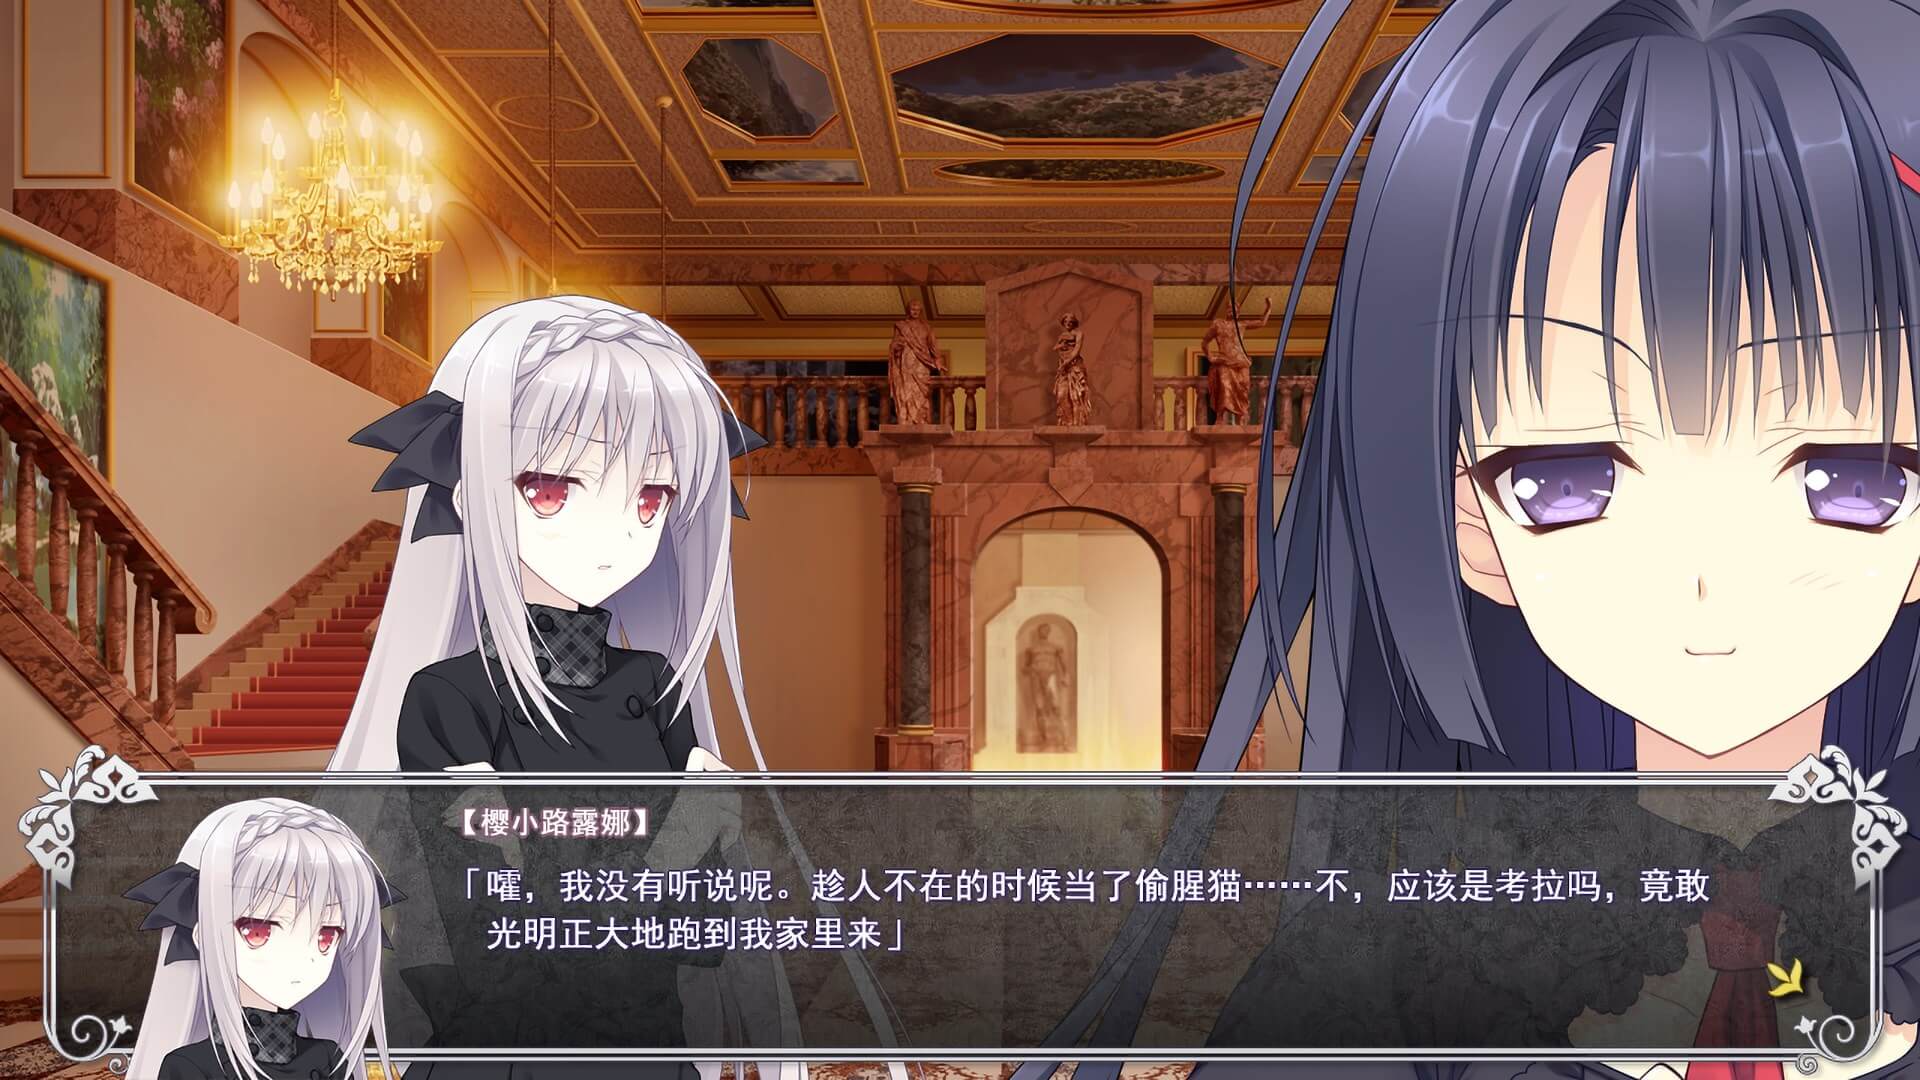 【樱小路露娜】
「嚯，我没有听说呢。趁人不在的时候当了偷腥猫……不，应该是考拉吗，竟敢
光明正大地跑到我家里来」